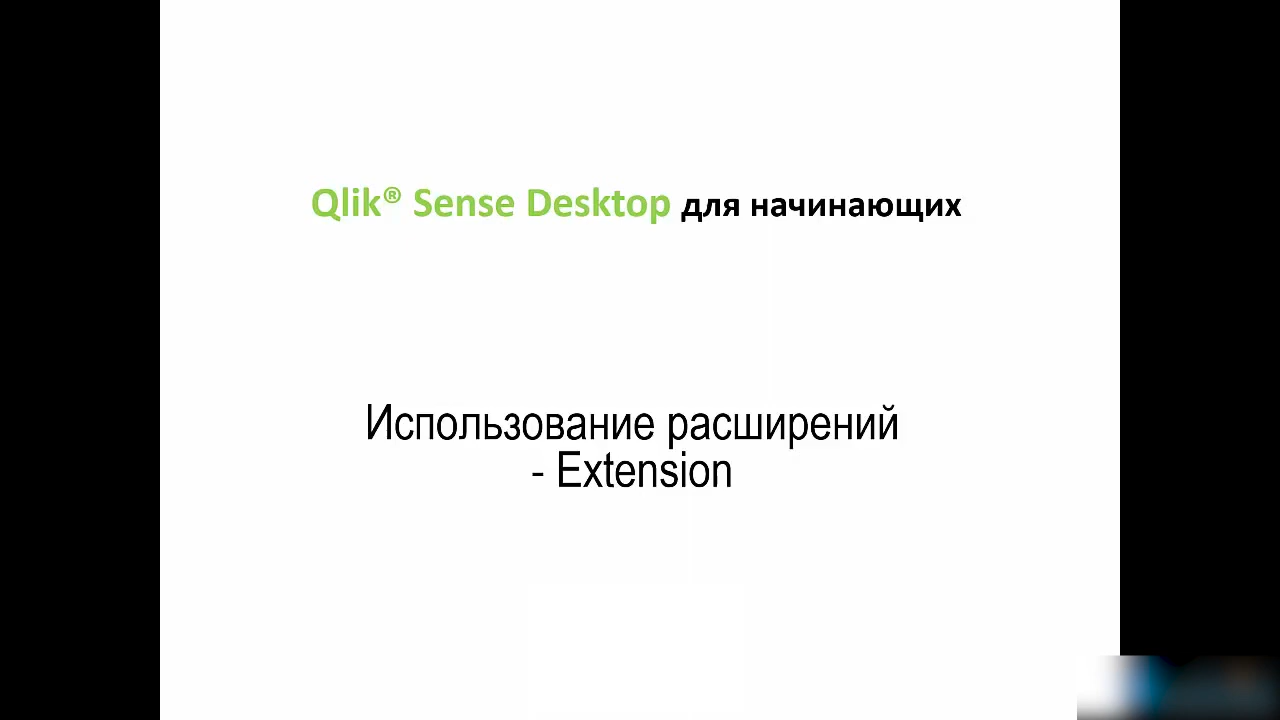 Qlik® Sense Desktop для начинающих
Использование расширений
- Extension